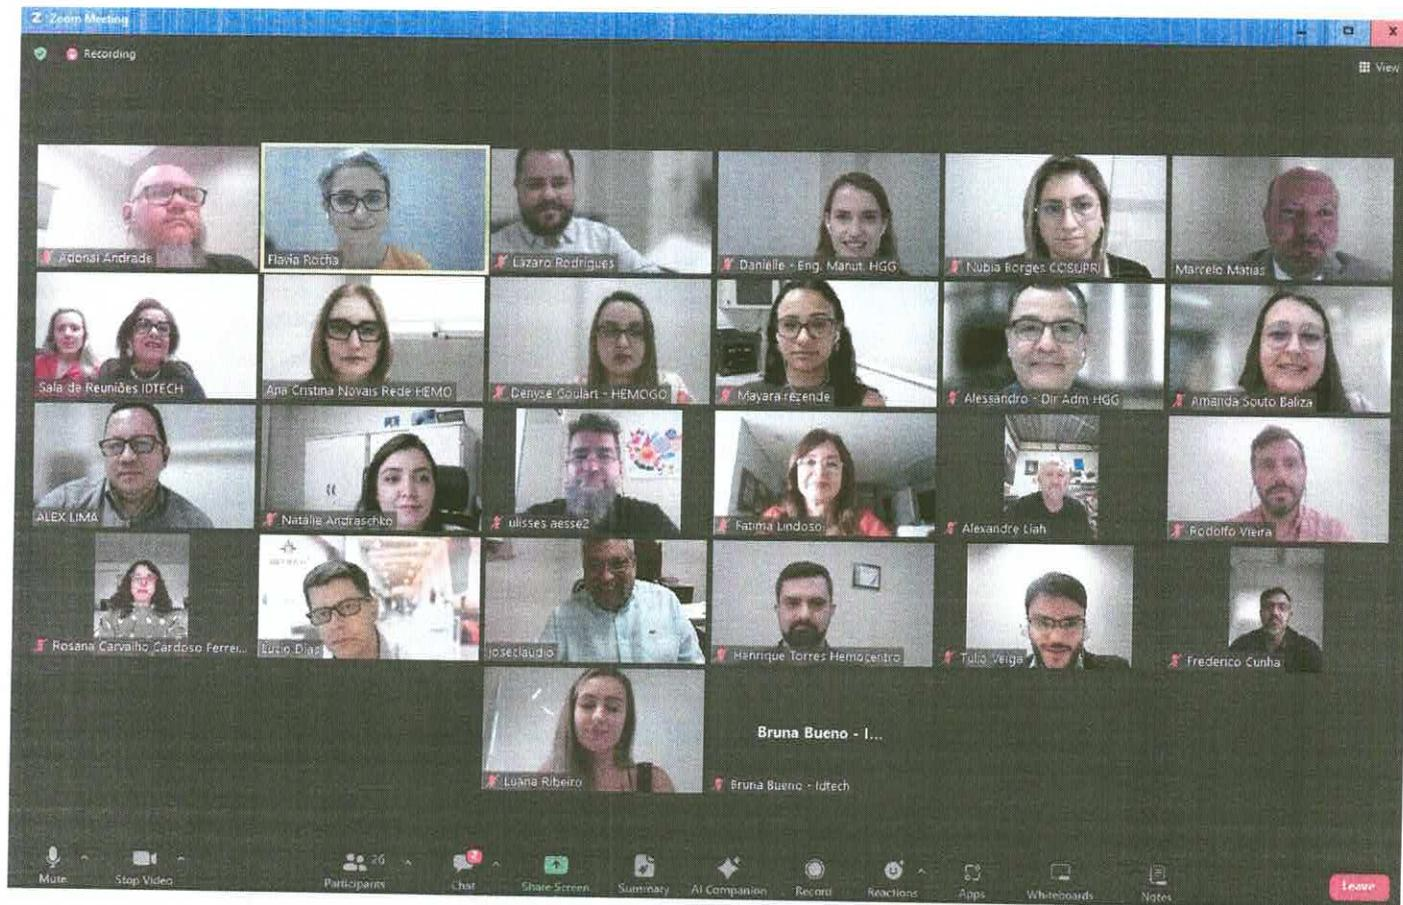 Zoom Meeting
Recording
View
Adonai Andrade
Flavia Rocha
Lazaro Rodrigues
Danielle - Eng. Manut. HGG
Nubia Borges COSUPRI
Marcelo Matias
Sala de Reuniões IDTECH
Ana Cristina Novais Rede HEMO
Denyse Goulart - HEMOGO
Mayara rezende
Alessandro - Dir Adm HGG
Amanda Souto Baliza
ALEX LIMA
Natalie Andraschko
ulisses aesse2
Fatima Lindoso
Alexandre Liah
Rodolfo Vieira
Rosana Carvalho Cardoso Ferrei...
Lucio Dias
joseclaudio
Henrique Torres Hemocentro
Tulio Veiga
Frederico Cunha
Bruna Bueno - I...
Luana Ribeiro
Bruna Bueno - Idtech
26
Mute
Stop Video
Participants
Chat
Share Screen
Summary
AI Companion
Record
Reactions
Apps
Whiteboards
Notes
Leave